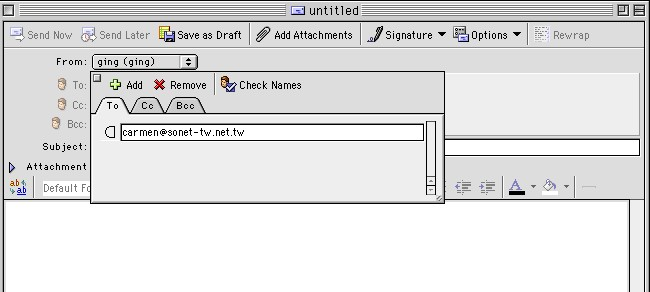 untitled
Send Now Send Later Save as Draft Add Attachments Signature Options Rewrap
From: ging (ging)
Add Remove Check Names
To: To Cc Bcc
Cc:
carmen@sonet-tw.net.tw
Bcc:
Subject:
Attachment
Default Fo A